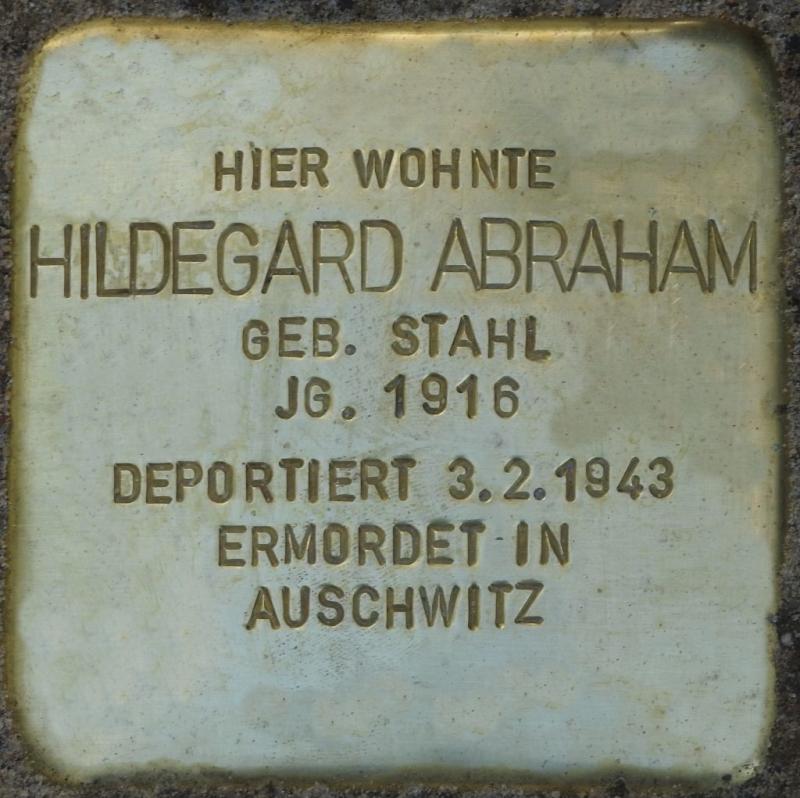 HIER WOHNTE
HILDEGARD ABRAHAM
GEB. STAHL
JG. 1916
DEPORTIERT 3.2.1943
ERMORDET IN
AUSCHWITZ